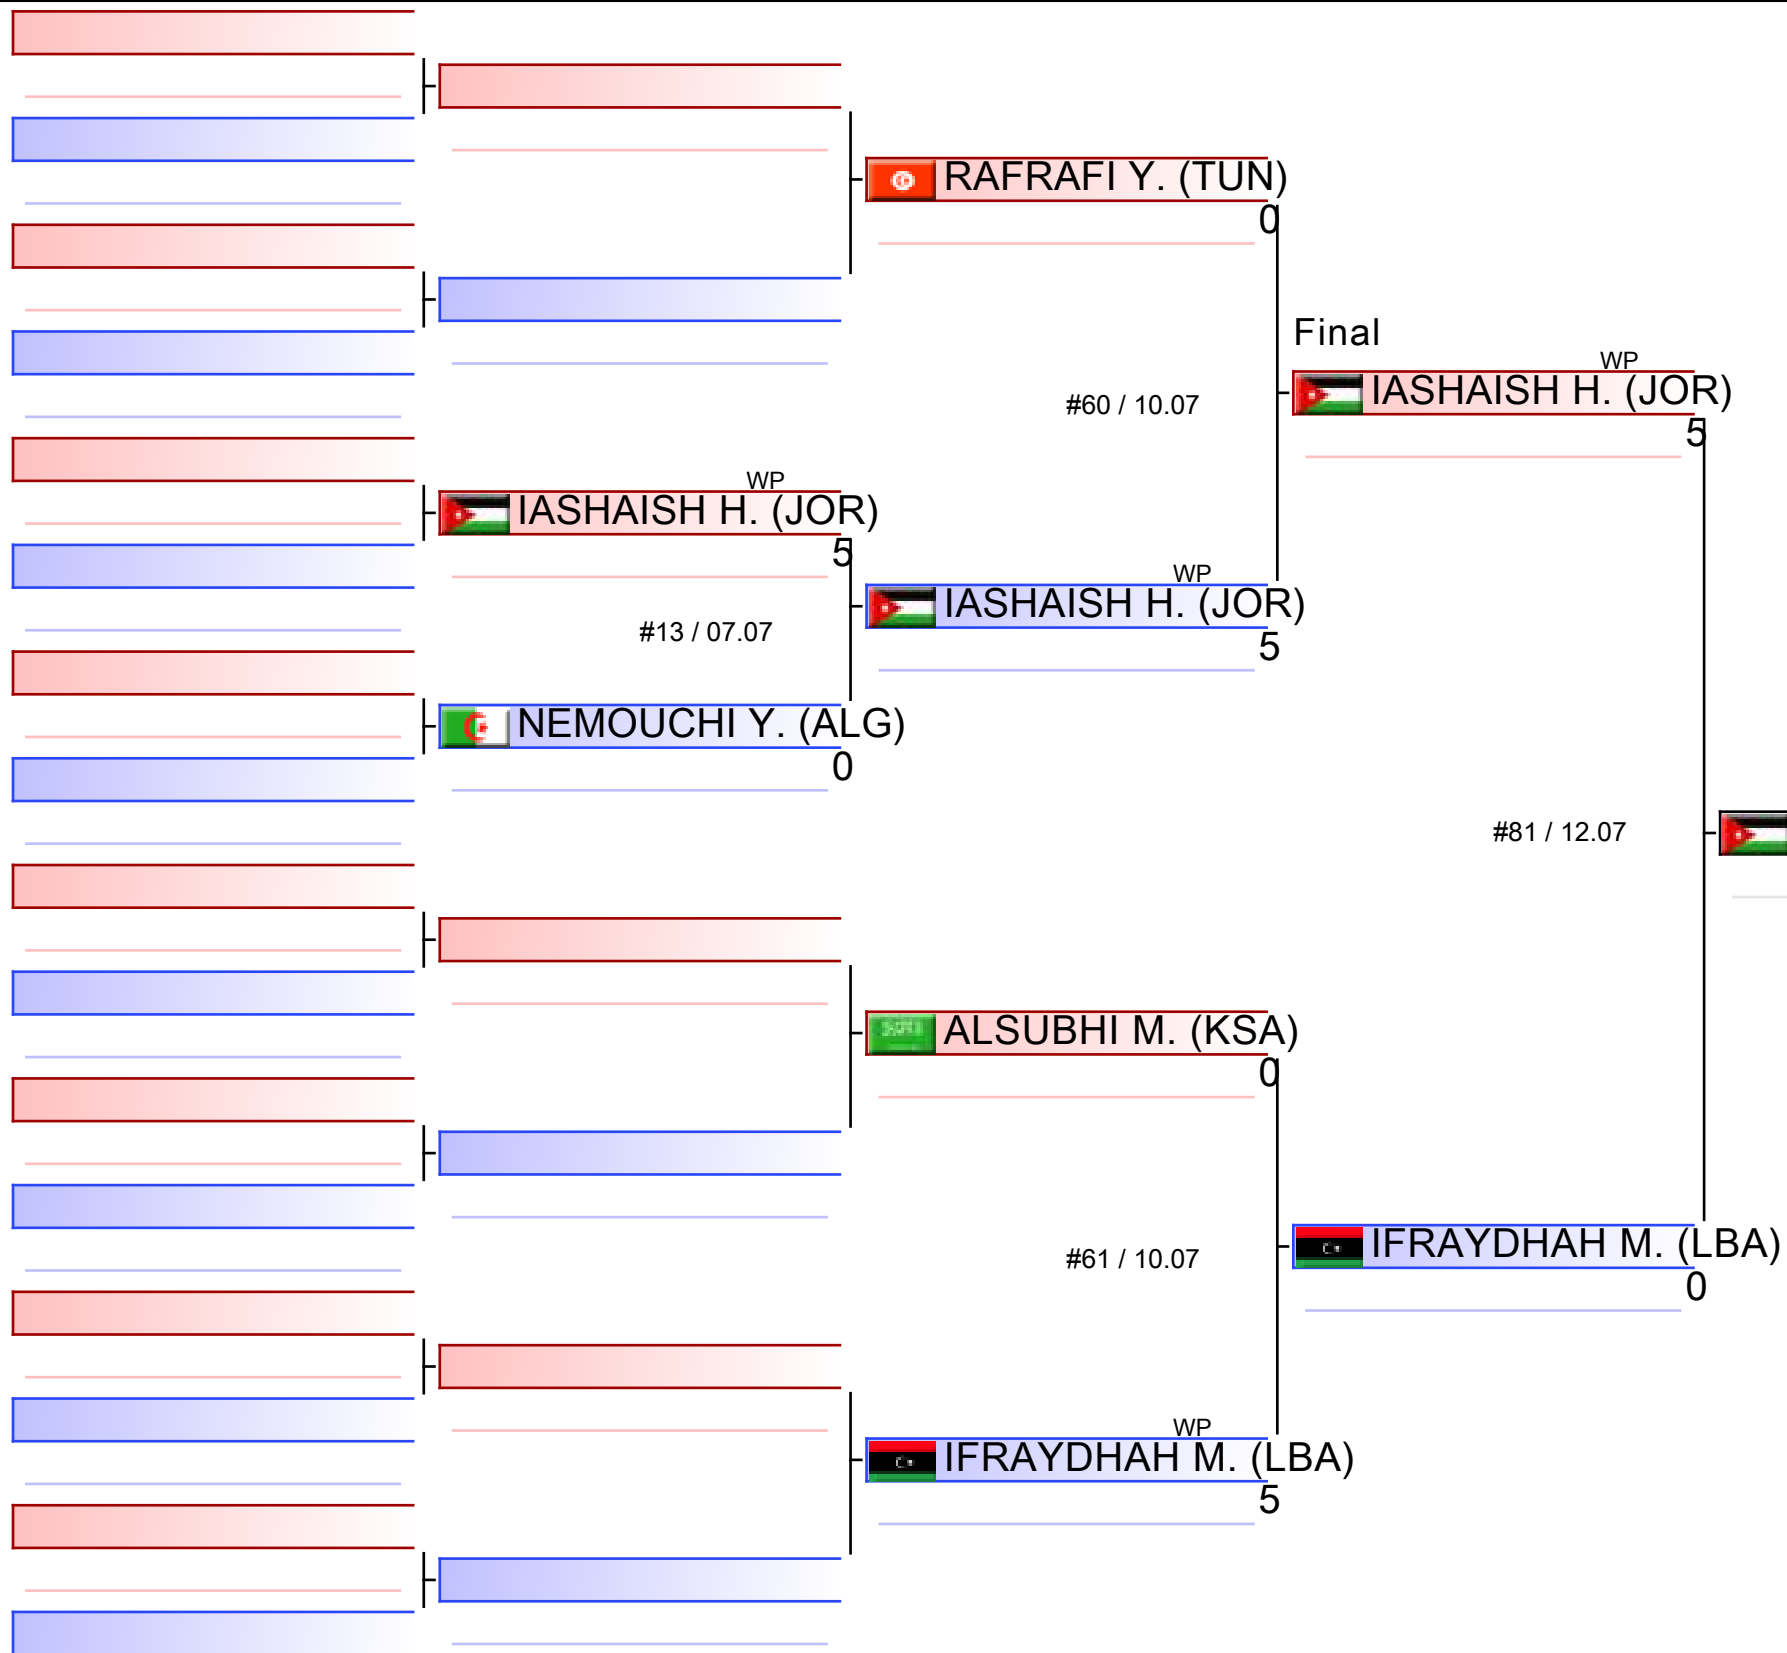 RAFRAFI Y. (TUN)
0
Final
WP
IASHAISH H. (JOR)
5
#60 / 10.07
WP
IASHAISH H. (JOR)
5
WP
IASHAISH H. (JOR)
5
#13 / 07.07
NEMOUCHI Y. (ALG)
0
#81 / 12.07
ALSUBHI M. (KSA)
0
#61 / 10.07
IFRAYDHAH M. (LBA)
0
WP
IFRAYDHAH M. (LBA)
5